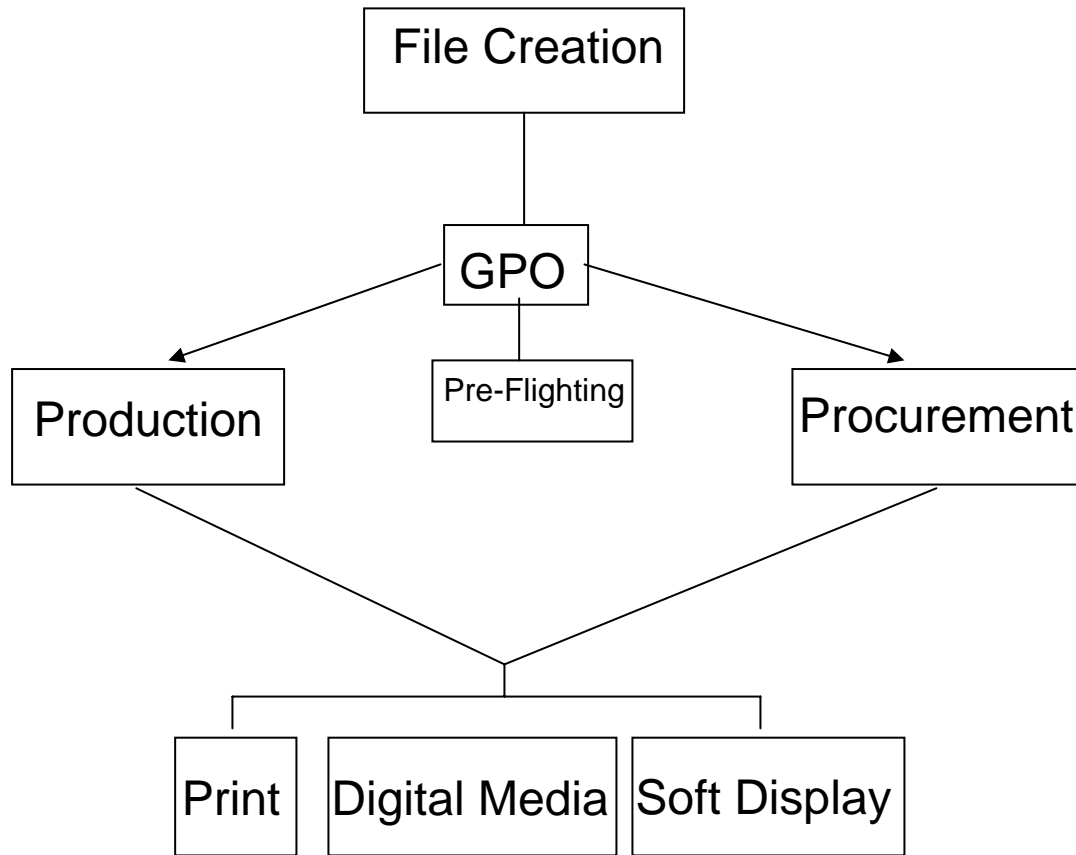 File Creation
GPO
Pre-Flighting
Production
Procurement
Print
Digital Media
Soft Display